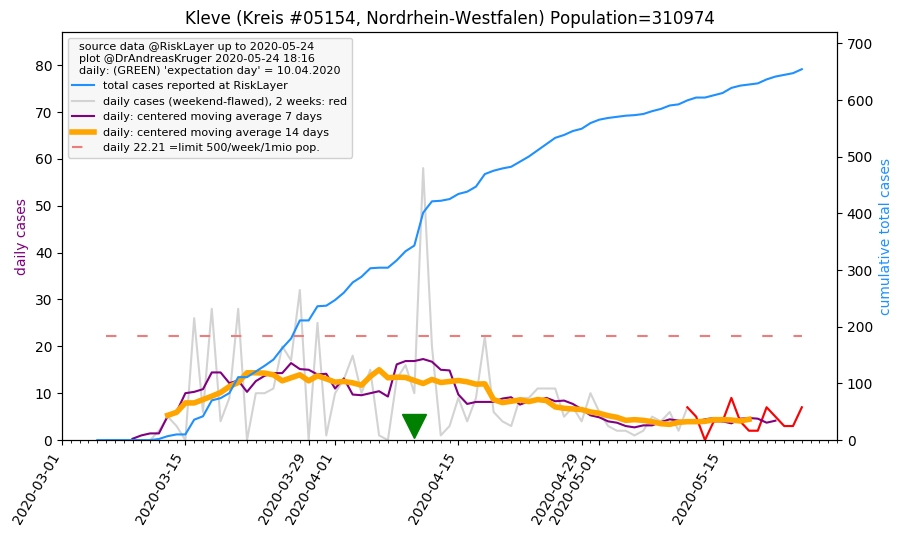 Kleve (Kreis #05154, Nordrhein-Westfalen) Population=310974
source data @RiskLayer up to 2020-05-24
plot @DrAndreasKruger 2020-05-24 18:16
daily: (GREEN) 'expectation day' = 10.04.2020
total cases reported at RiskLayer
daily cases (weekend-flawed), 2 weeks: red
daily: centered moving average 7 days
daily: centered moving average 14 days
daily 22.21 =limit 500/week/1mio pop.
daily cases
80
70
60
50
40
30
20
10
0
700
600
500
400
300
200
100
0
cumulative total cases
2020-03-01
2020-03-15
2020-03-29
2020-04-01
2020-04-15
2020-04-29
2020-05-01
2020-05-15